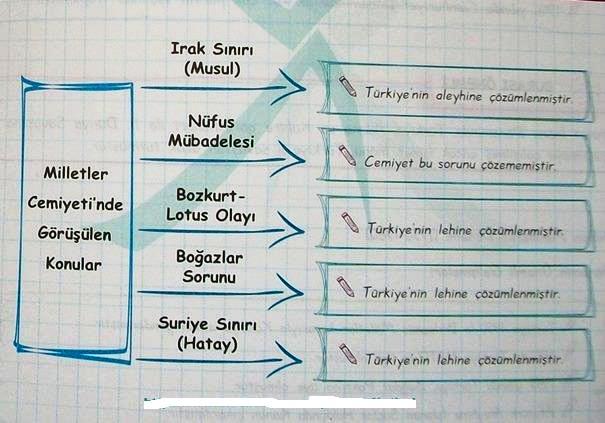 Milletler
Cemiyeti'nde
Görüşülen
Konular
Irak Sınırı
(Musul)
Türkiye'nin aleyhine çözümlenmiştir.
Nüfus
Mübadelesi
Cemiyet bu sorunu çözememiştir.
Bozkurt-
Lotus Olayı
Türkiye'nin lehine çözümlenmiştir.
Boğazlar
Sorunu
Türkiye'nin lehine çözümlenmiştir.
Suriye Sınırı
(Hatay)
Türkiye'nin lehine çözümlenmiştir.